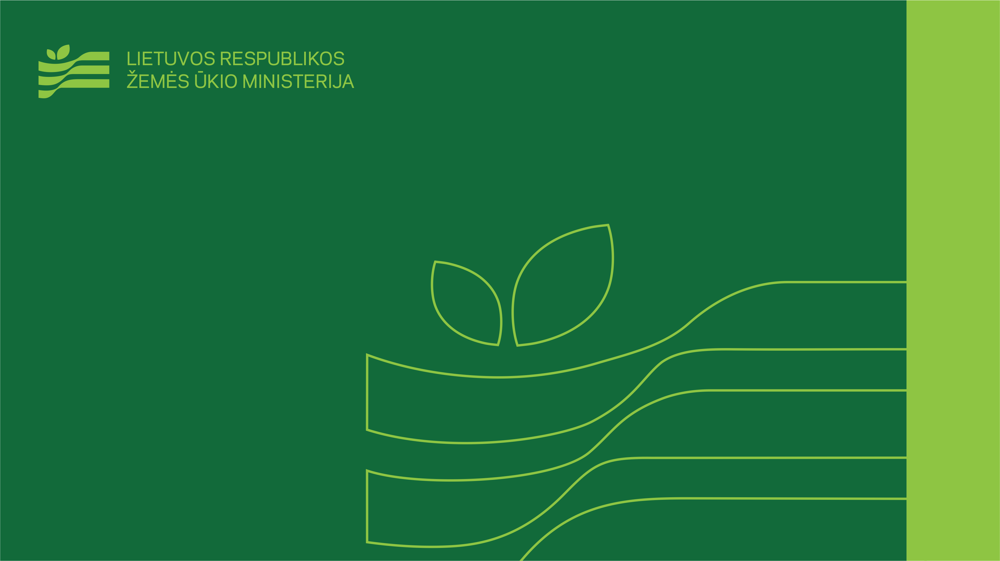 LIETUVOS RESPUBLIKOS
ŽEMĖS ŪKIO MINISTERIJA